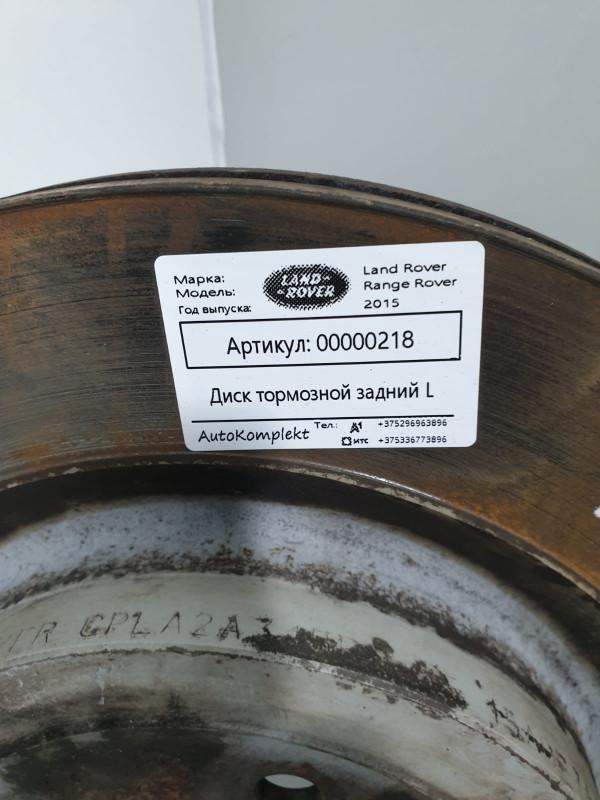 Марка:
Модель:
Год выпуска:
LAND-
-ROVER
Land Rover
Range Rover
2015
Артикул: 00000218
Диск тормозной задний L
AutoKomplekt
Тел.: A1 +375296963896
мтс +375336773896
CPLA2A3